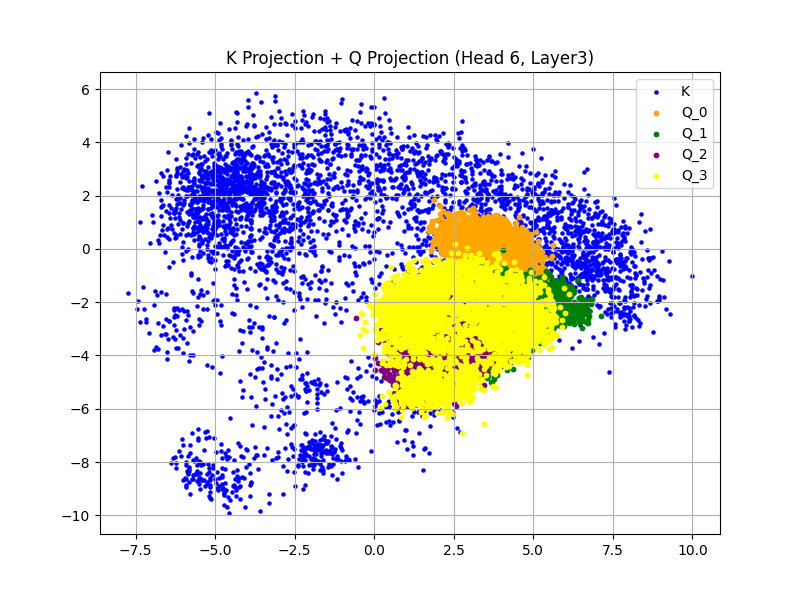 K Projection + Q Projection (Head 6, Layer3)
K
Q_0
Q_1
Q_2
Q_3
6
4
2
0
−2
−4
−6
−8
−10
−7.5 −5.0 −2.5 0.0 2.5 5.0 7.5 10.0